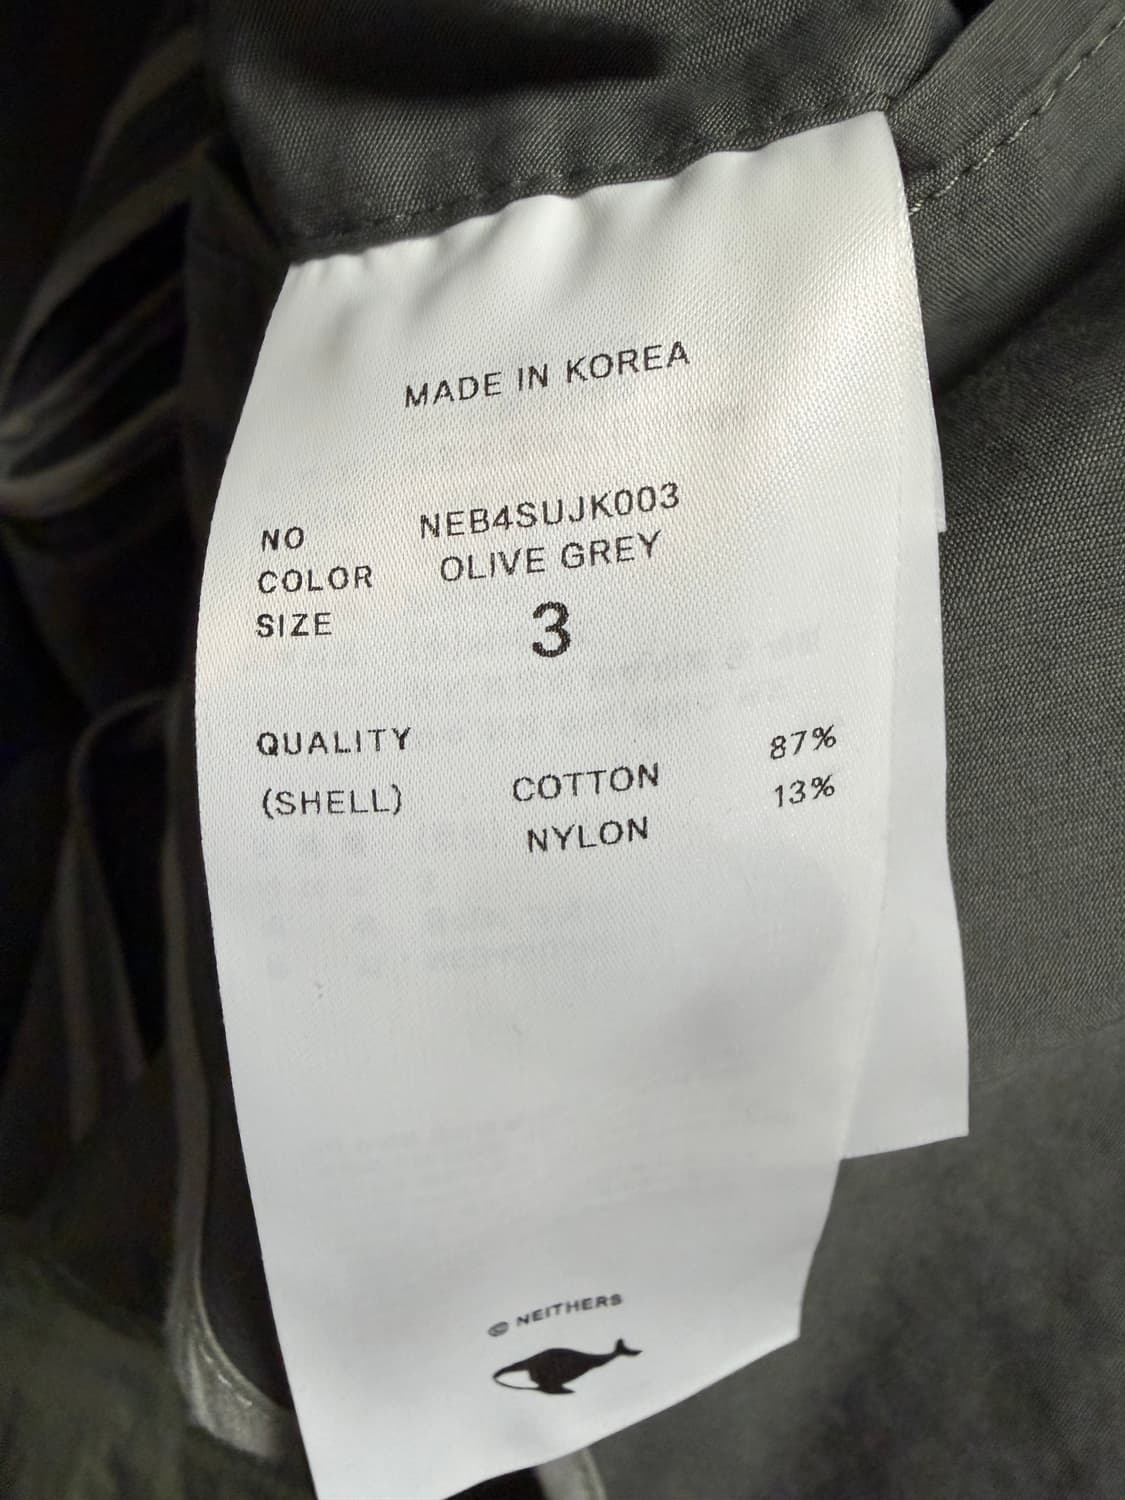 MADE IN KOREA
NO NEB4SUJK003
COLOR OLIVE GREY
SIZE 3
QUALITY
(SHELL) COTTON 87%
NYLON 13%
© NEITHERS